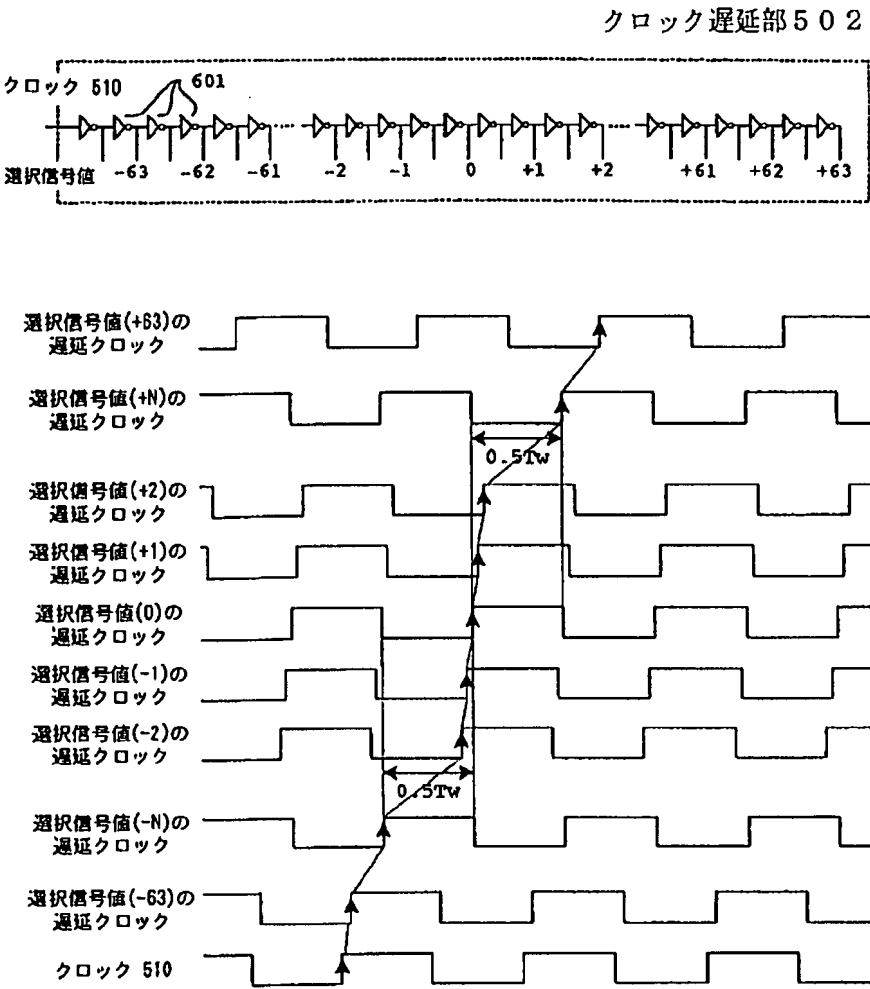 クロック遅延部502
クロック 510
601
選択信号値 -63 -62 -61 -2 -1 0 +1 +2 +61 +62 +63
選択信号値(+63)の
遅延クロック
選択信号値(+N)の
遅延クロック
0.5Tw
選択信号値(+2)の
遅延クロック
選択信号値(+1)の
遅延クロック
選択信号値(0)の
遅延クロック
選択信号値(-1)の
遅延クロック
選択信号値(-2)の
遅延クロック
0.5Tw
選択信号値(-N)の
遅延クロック
選択信号値(-63)の
遅延クロック
クロック 510